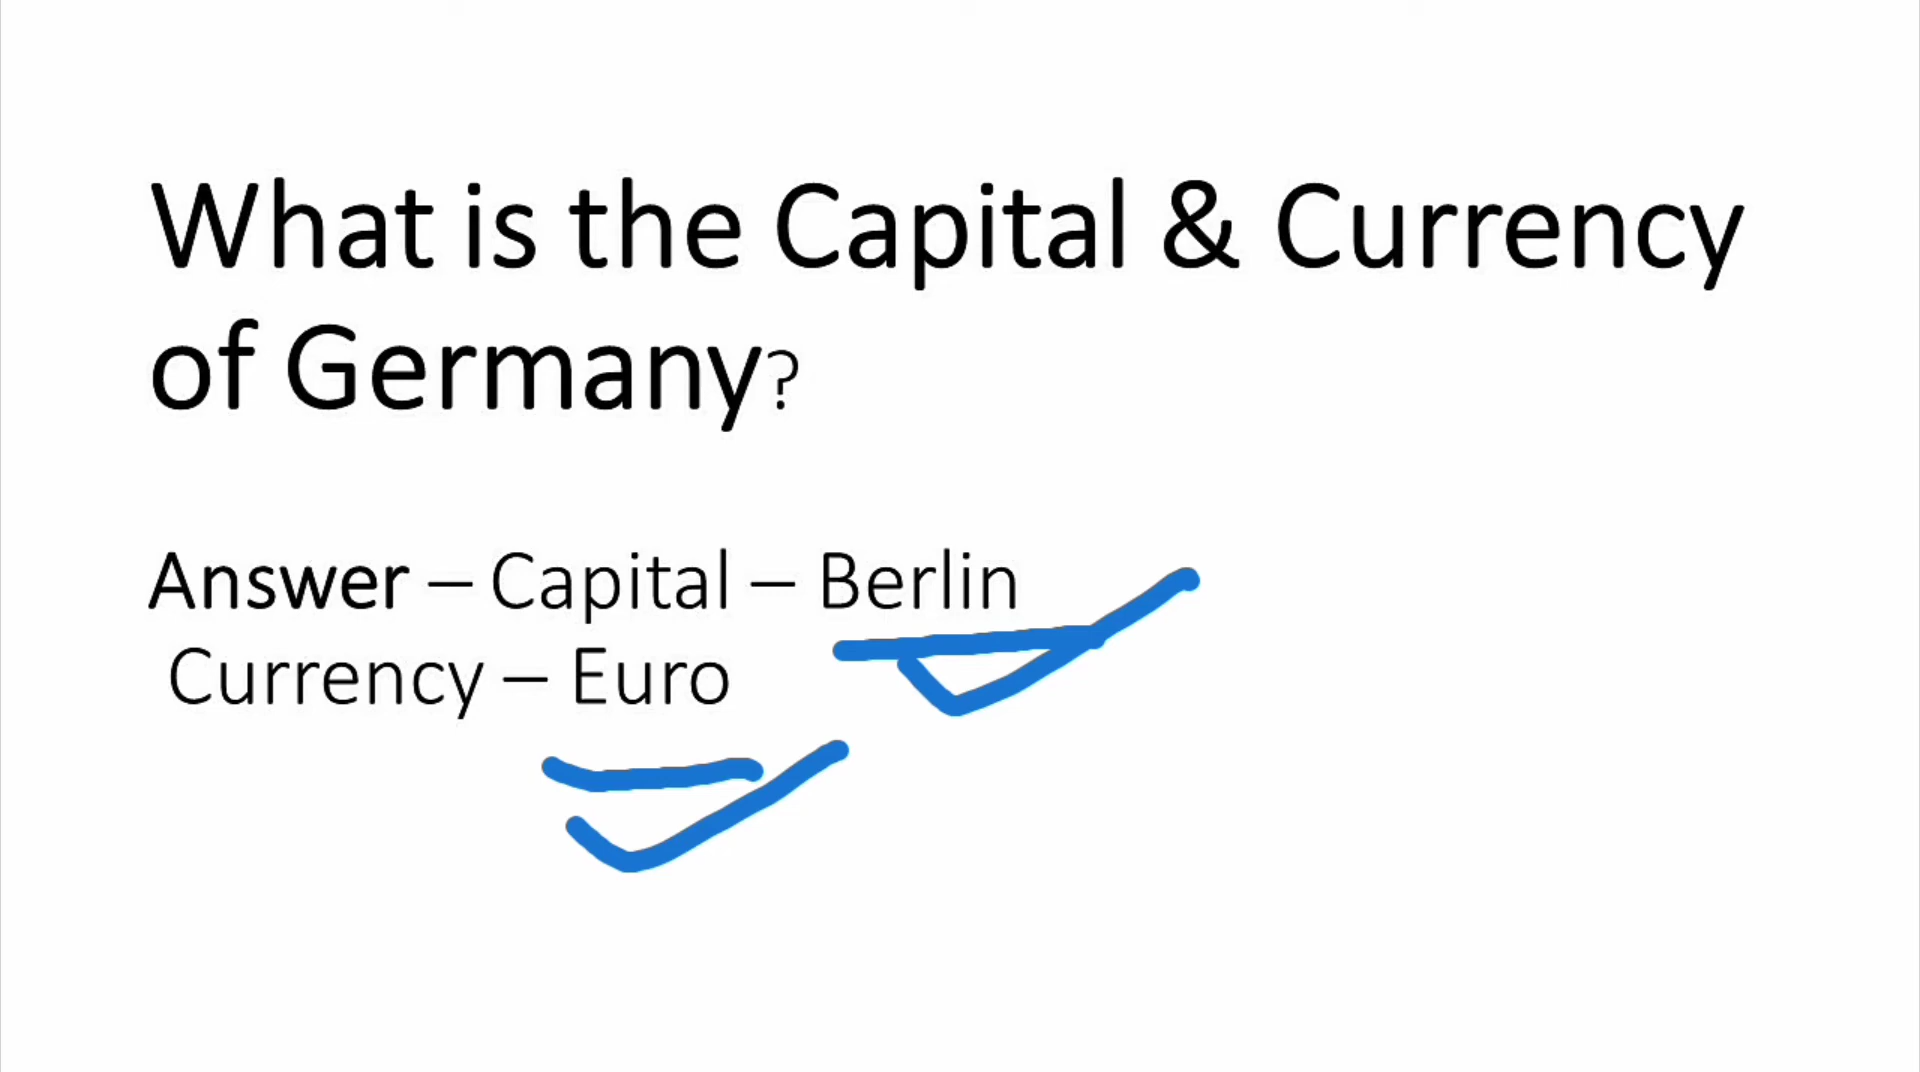 What is the Capital & Currency
of Germany?
Answer – Capital – Berlin
Currency – Euro